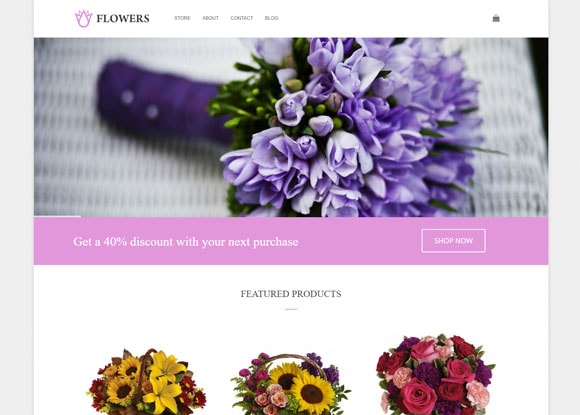 FLOWERS
STORE ABOUT CONTACT BLOG
Get a 40% discount with your next purchase
SHOP NOW
FEATURED PRODUCTS